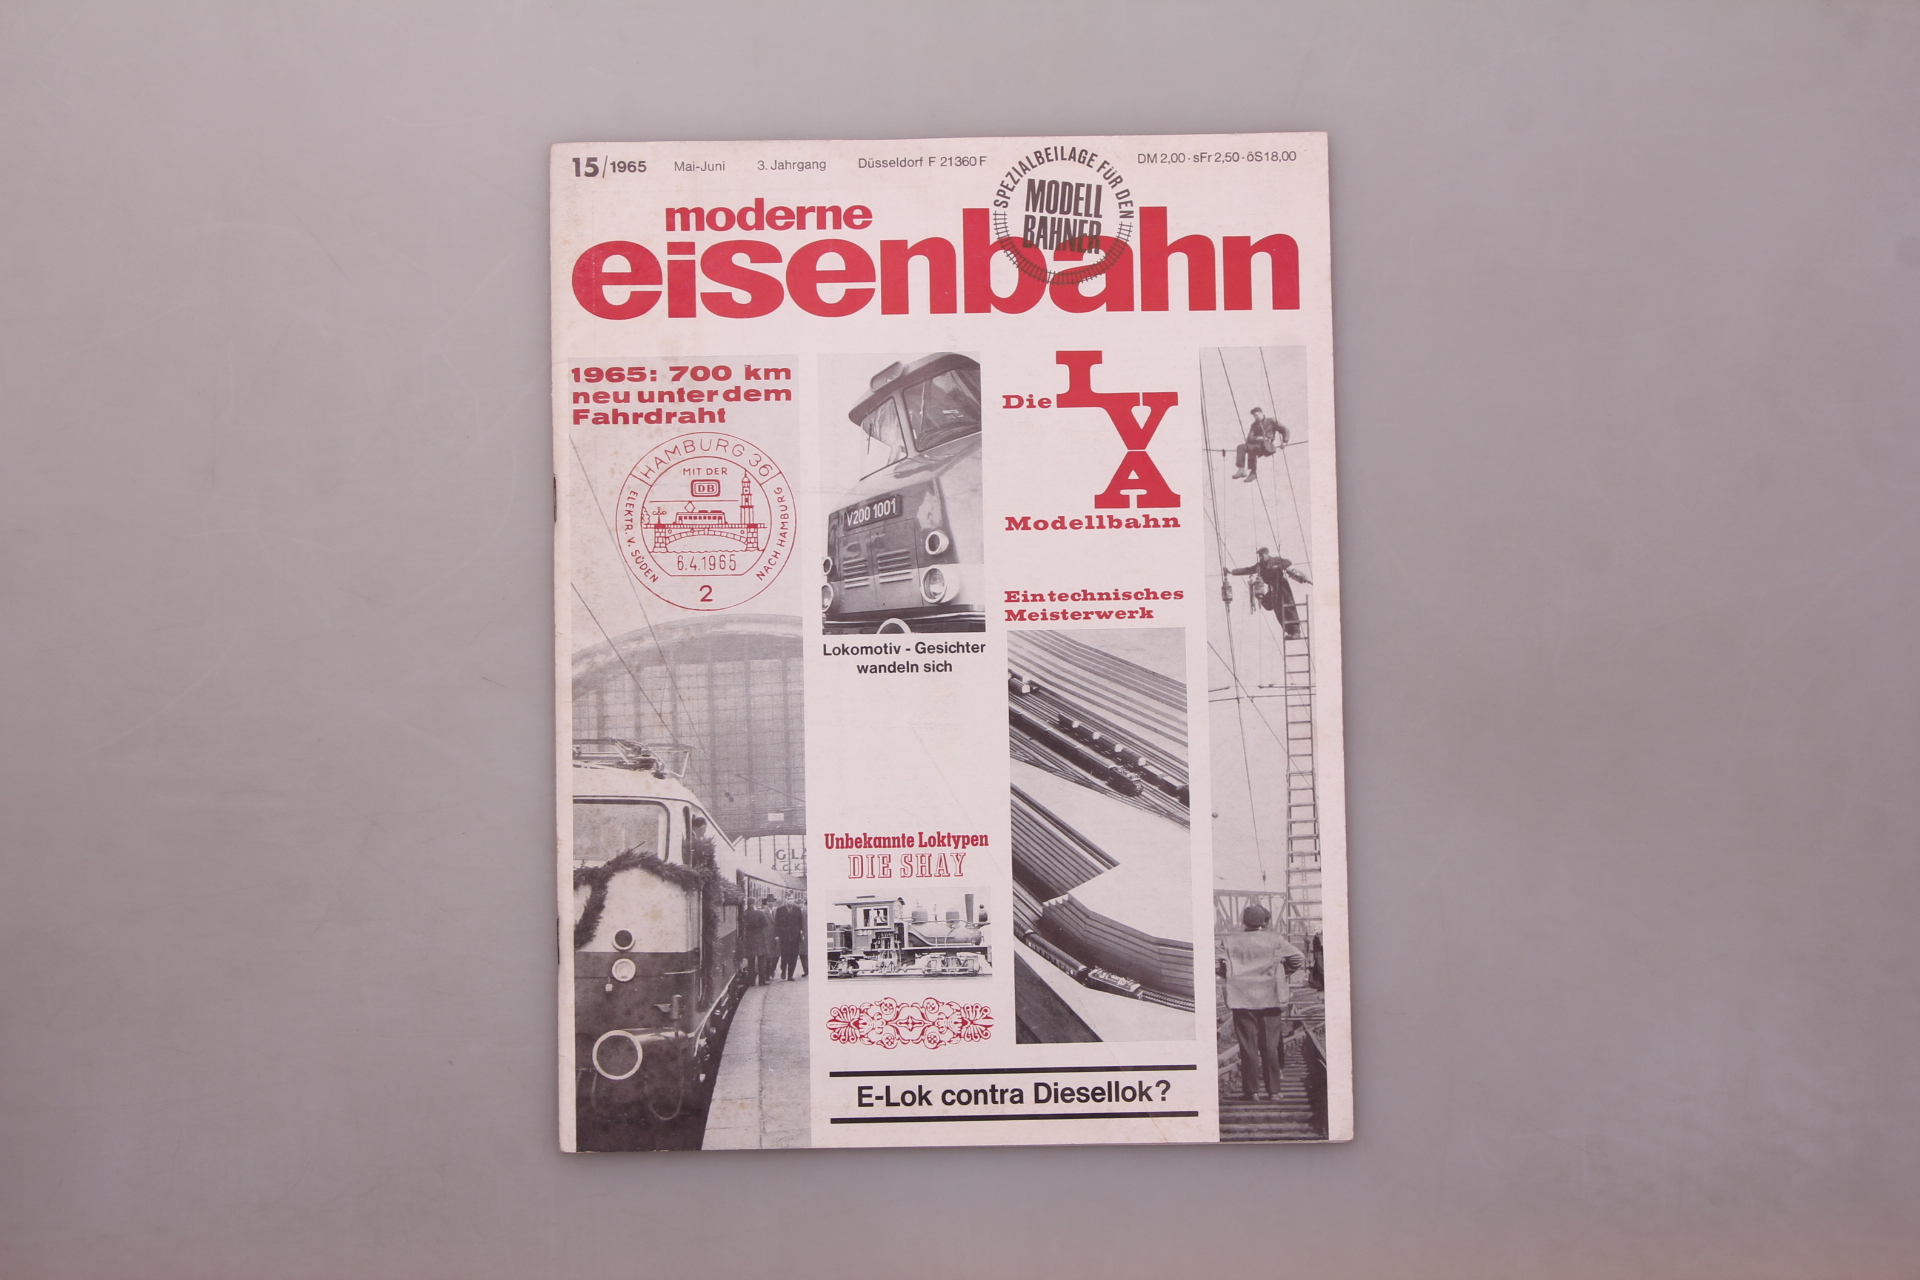 15/1965 Mai-Juni 3. Jahrgang Düsseldorf F 21360 F DM 2,00 · sFr 2,50 · öS 18,00
SPEZIALBEILAGE FÜR DEN
MODELL
BAHNER
moderne
eisenbahn
1965: 700 km
neu unter dem
Fahrdraht
HAMBURG 36
MIT DER
DB
ELEKTR. V. SÜDEN
NACH HAMBURG
6.4.1965
2
V200 1001
Lokomotiv - Gesichter
wandeln sich
Unbekannte Loktypen
DIE SHAY
Die LVA
Modellbahn
Ein technisches
Meisterwerk
E-Lok contra Diesellok?